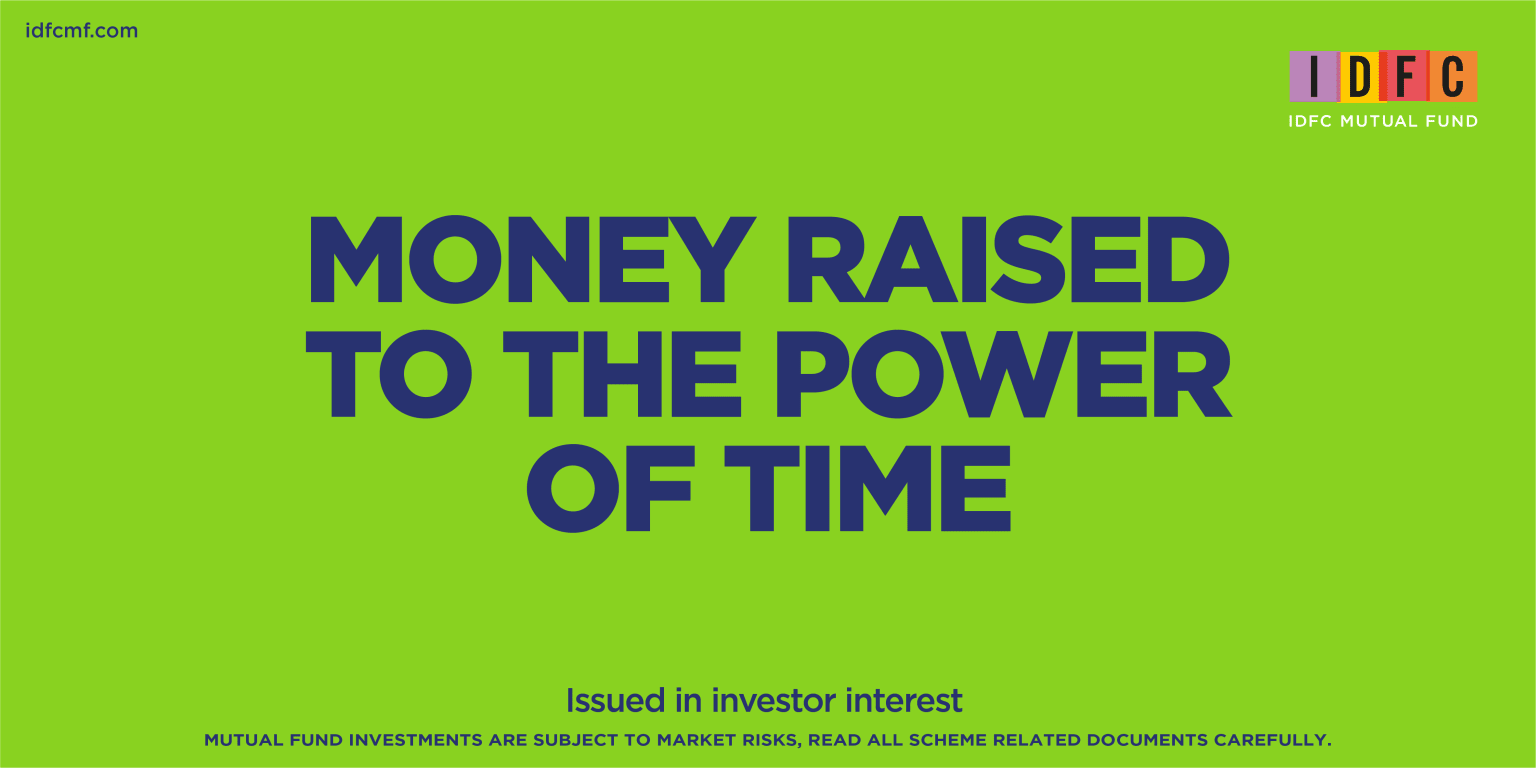 idfcmf.com
IDFC
IDFC MUTUAL FUND
MONEY RAISED
TO THE POWER
OF TIME
Issued in investor interest
MUTUAL FUND INVESTMENTS ARE SUBJECT TO MARKET RISKS, READ ALL SCHEME RELATED DOCUMENTS CAREFULLY.